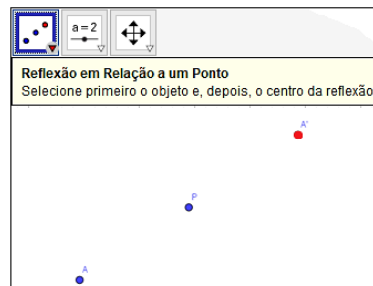 a=2
Reflexão em Relação a um Ponto
Selecione primeiro o objeto e, depois, o centro da reflexão
A'
P
A